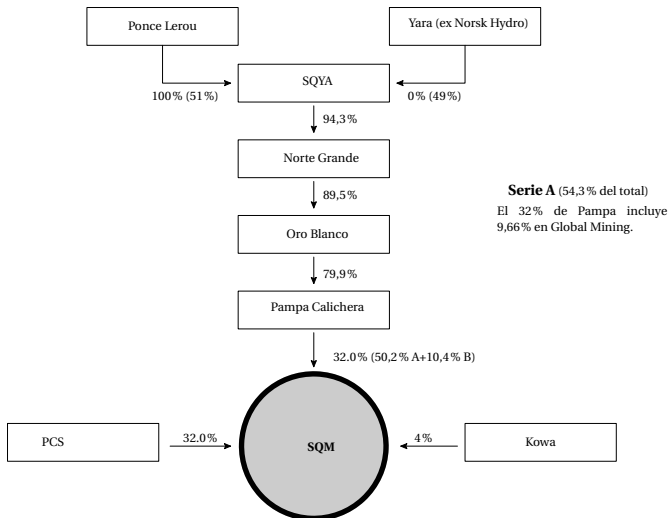 Ponce Lerou
Yara (ex Norsk Hydro)
SQYA
100% (51%)
0% (49%)
94,3%
Norte Grande
Serie A (54,3% del total)
89,5%
El 32% de Pampa incluye
9,66% en Global Mining.
Oro Blanco
79,9%
Pampa Calichera
32.0% (50,2% A+10,4% B)
PCS
32.0%
SQM
4%
Kowa